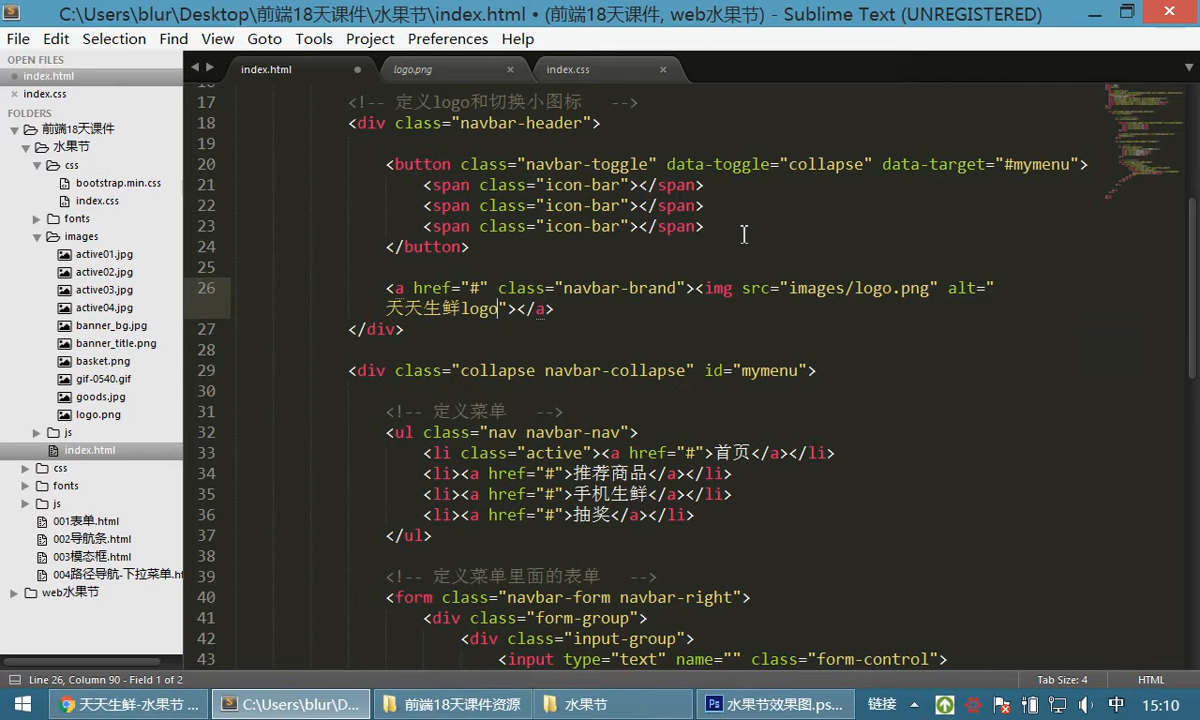 C:\Users\blur\Desktop\前端18天课件\水果节\index.html • (前端18天课件, web水果节) - Sublime Text (UNREGISTERED)
File Edit Selection Find View Goto Tools Project Preferences Help
OPEN FILES
index.html
index.css
FOLDERS
前端18天课件
水果节
css
bootstrap.min.css
index.css
fonts
images
active01.jpg
active02.jpg
active03.jpg
active04.jpg
banner_bg.jpg
banner_title.png
basket.png
gif-0540.gif
goods.jpg
logo.png
js
index.html
css
fonts
js
001表单.html
002导航条.html
003模态框.html
004路径导航-下拉菜单.ht
web水果节
index.html logo.png index.css
17 <!-- 定义logo和切换小图标 -->
18 <div class="navbar-header">
19
20 <button class="navbar-toggle" data-toggle="collapse" data-target="#mymenu">
21 <span class="icon-bar"></span>
22 <span class="icon-bar"></span>
23 <span class="icon-bar"></span>
24 </button>
25
26 <a href="#" class="navbar-brand"><img src="images/logo.png" alt="
天天生鲜logo"></a>
27 </div>
28
29 <div class="collapse navbar-collapse" id="mymenu">
30
31 <!-- 定义菜单 -->
32 <ul class="nav navbar-nav">
33 <li class="active"><a href="#">首页</a></li>
34 <li><a href="#">推荐商品</a></li>
35 <li><a href="#">手机生鲜</a></li>
36 <li><a href="#">抽奖</a></li>
37 </ul>
38
39 <!-- 定义菜单里面的表单 -->
40 <form class="navbar-form navbar-right">
41 <div class="form-group">
42 <div class="input-group">
43 <input type="text" name="" class="form-control">
Line 26, Column 90 - Field 1 of 2 Tab Size: 4 HTML
天天生鲜-水果节 ... C:\Users\blur\D... 前端18天课件资源 水果节 水果节效果图.ps... 链接 中 15:10